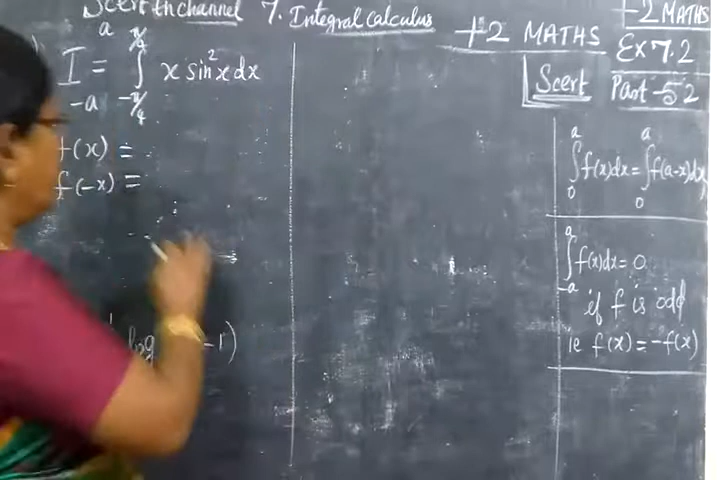 Scert tn channel
7. Integral calculus
+2 MATHS
+2 MATHS
Ex 7.2
Scert
Part-52
a π/4
I = ∫ x sin²x dx
-a -π/4
f(x) =
f(-x) =
log -1)
a a
∫ f(x)dx = ∫ f(a-x)dx,
0 0
a
∫ f(x)dx = 0
-a
if f is odd
ie f(x) = -f(x)